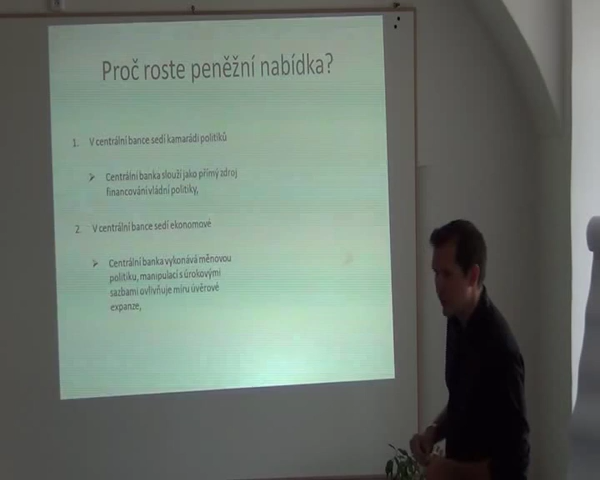 Proč roste peněžní nabídka?
1. V centrální bance sedí kamarádi politiků
➢ Centrální banka slouží jako přímý zdroj
financování vládní politiky,
2. V centrální bance sedí ekonomové
➢ Centrální banka vykonává měnovou
politiku, manipulací s úrokovými
sazbami ovlivňuje míru úvěrové
expanze,